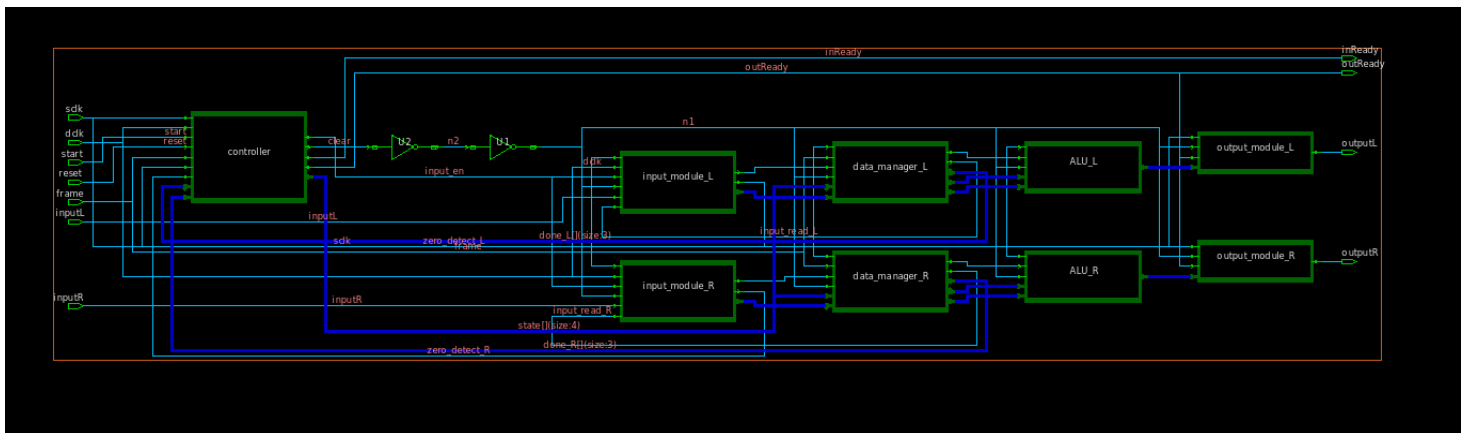 inReady
inReady
outReady
outReady
sclk
dclk
start
reset
start
reset
frame
inputL
controller
clear
U2
n2
U1
n1
ddk
input_en
inputL
input_module_L
data_manager_L
ALU_L
output_module_L
outputL
sclk
zero_detect_L
frame
done_L[](size:3)
input_read_L
inputR
inputR
input_module_R
data_manager_R
ALU_R
output_module_R
outputR
input_read_R
state[](size:4)
zero_detect_R
done_R[](size:3)